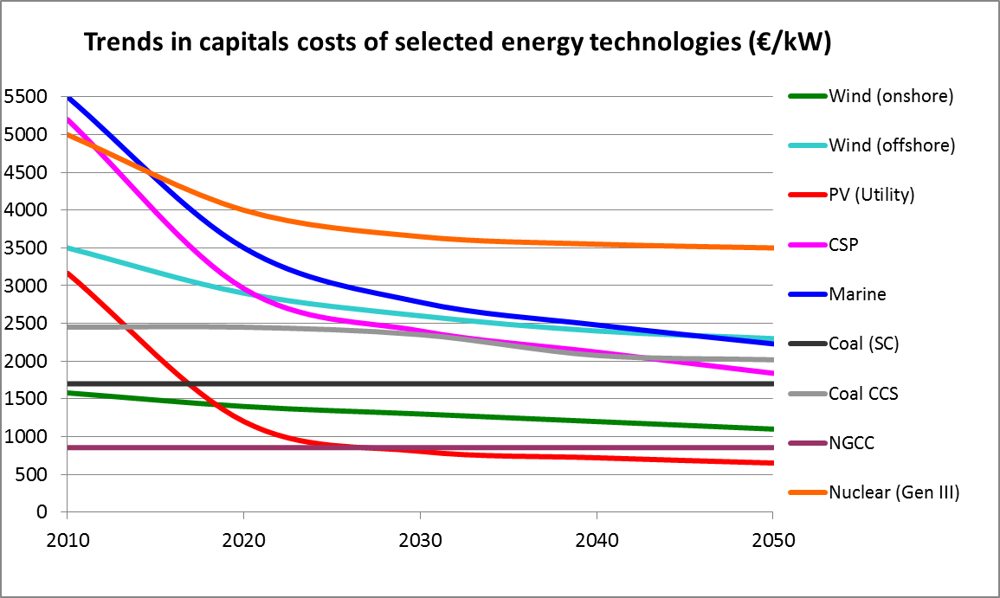 Trends in capitals costs of selected energy technologies (€/kW)
5500
5000
4500
4000
3500
3000
2500
2000
1500
1000
500
0
2010 2020 2030 2040 2050
Wind (onshore)
Wind (offshore)
PV (Utility)
CSP
Marine
Coal (SC)
Coal CCS
NGCC
Nuclear (Gen III)